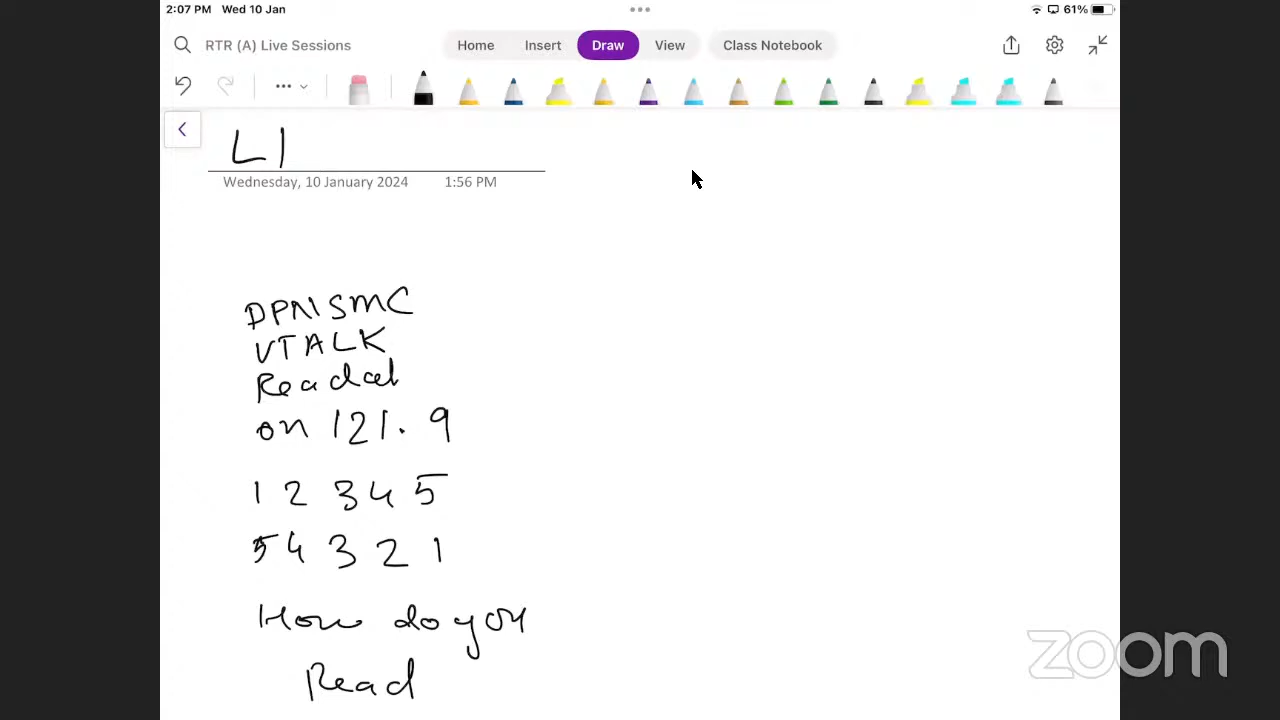 2:07 PM Wed 10 Jan
61%
RTR (A) Live Sessions
Home Insert Draw View Class Notebook
L1
Wednesday, 10 January 2024 1:56 PM
SMC
VTALK
on 121.9
1 2 3 4 5
5 4 3 2 1
How do you
Read
zoom